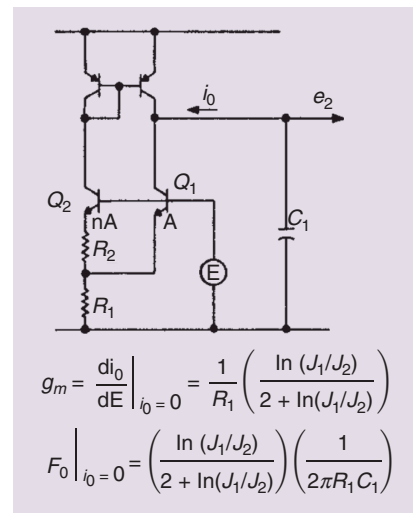 i₀
e₂
Q₁
Q₂
nA
A
C₁
R₂
E
R₁
gₘ = di₀/dE |i₀ = 0 = 1/R₁ ( ln (J₁/J₂) / 2 + ln(J₁/J₂) )
F₀ |i₀ = 0 = ( ln (J₁/J₂) / 2 + ln(J₁/J₂) ) ( 1 / 2πR₁C₁ )